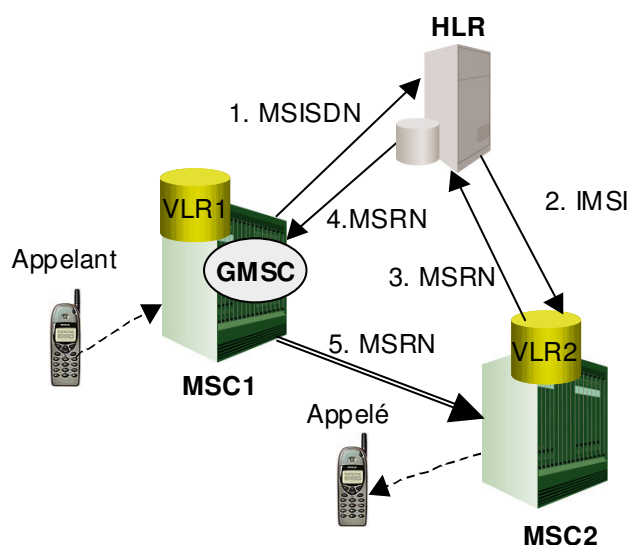 HLR
1. MSISDN
VLR1
4.MSRN
2. IMSI
Appelant
GMSC
3. MSRN
5. MSRN
VLR2
MSC1
Appelé
MSC2